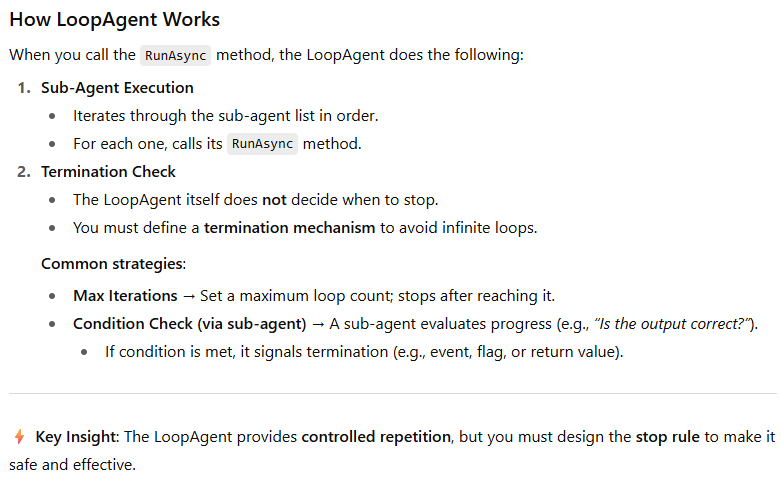 How LoopAgent Works
When you call the RunAsync method, the LoopAgent does the following:
1. Sub-Agent Execution
• Iterates through the sub-agent list in order.
• For each one, calls its RunAsync method.
2. Termination Check
• The LoopAgent itself does not decide when to stop.
• You must define a termination mechanism to avoid infinite loops.
Common strategies:
• Max Iterations → Set a maximum loop count; stops after reaching it.
• Condition Check (via sub-agent) → A sub-agent evaluates progress (e.g., “Is the output correct?”).
• If condition is met, it signals termination (e.g., event, flag, or return value).
⚡ Key Insight: The LoopAgent provides controlled repetition, but you must design the stop rule to make it
safe and effective.